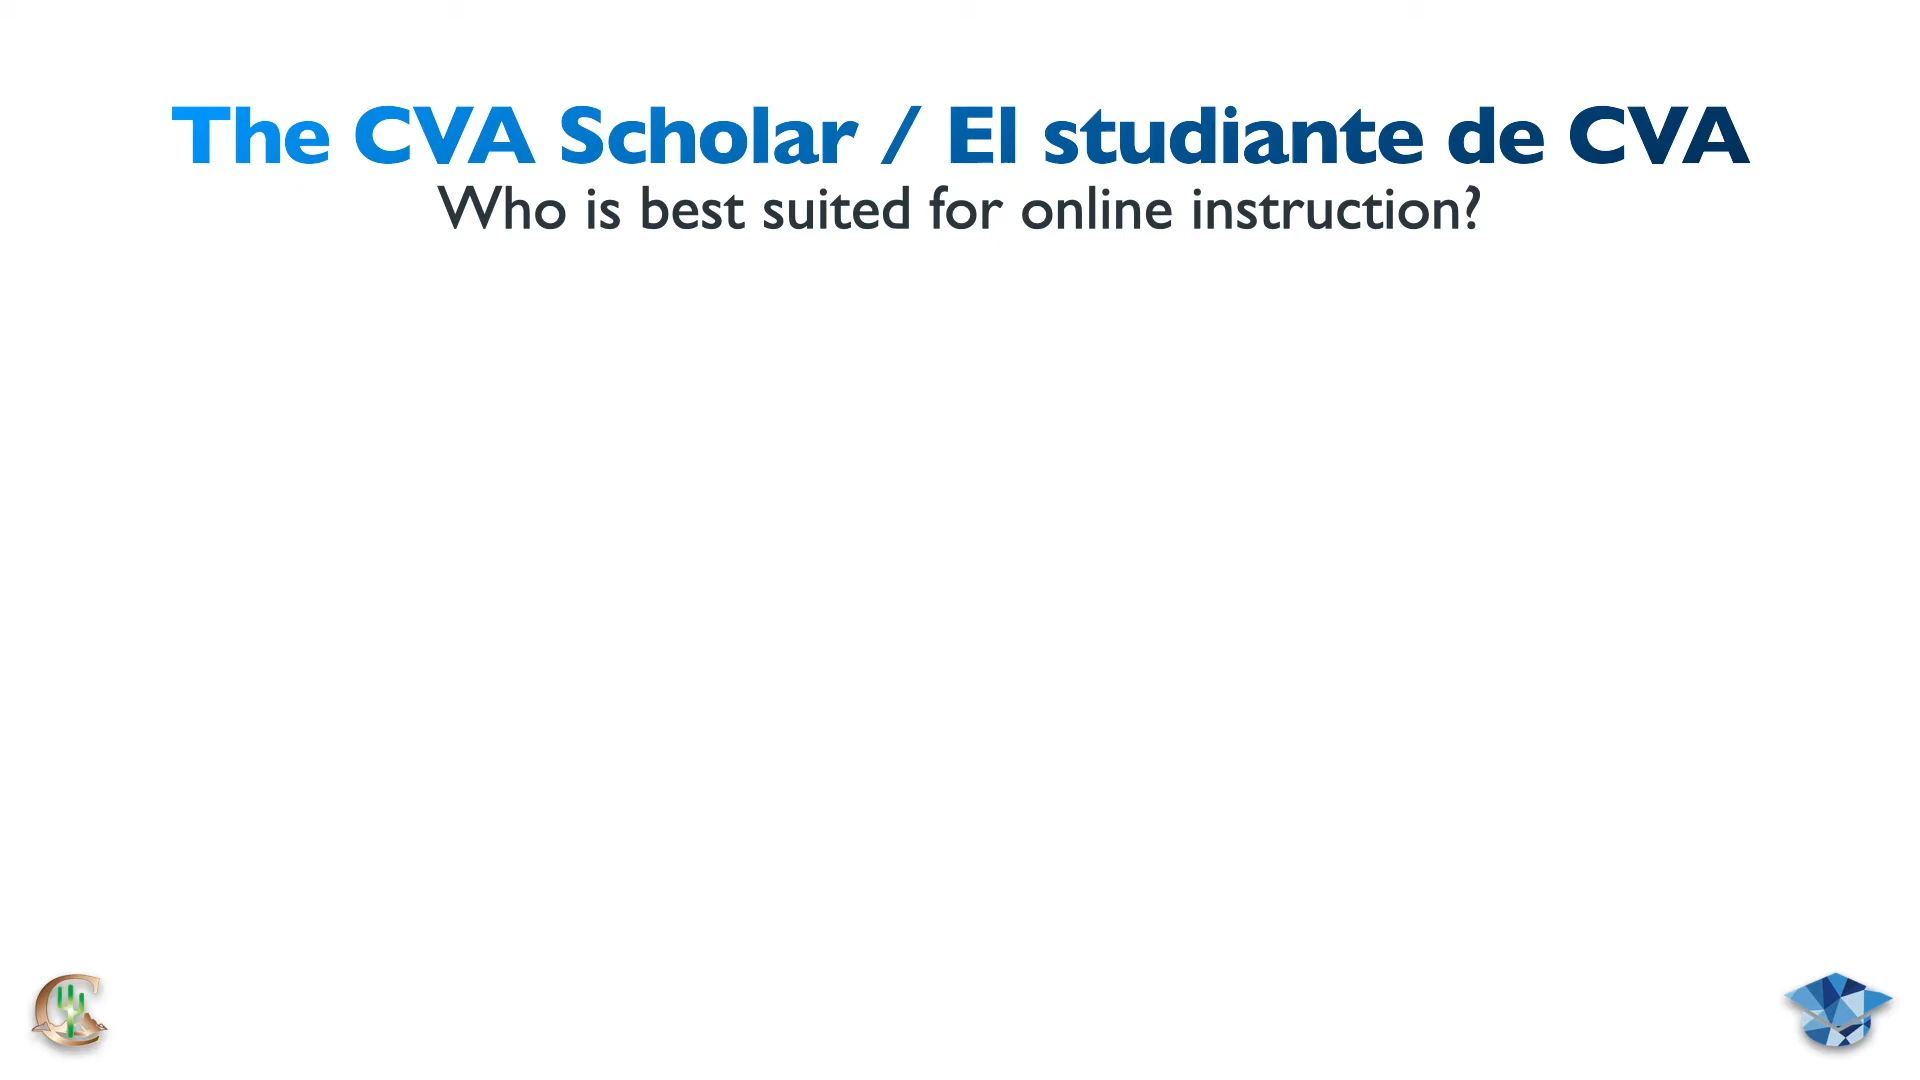 The CVA Scholar / El studiante de CVA
Who is best suited for online instruction?